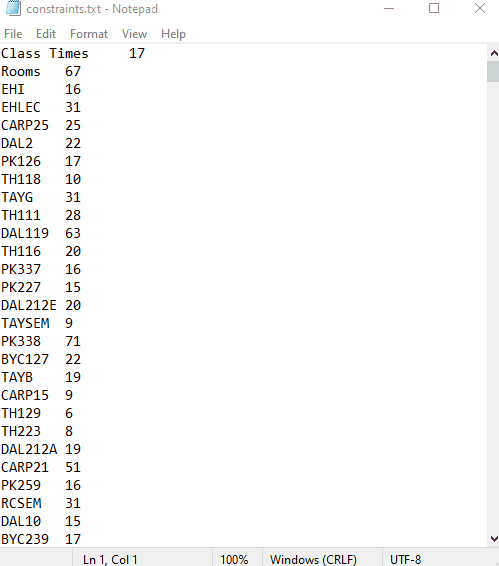 constraints.txt - Notepad
File Edit Format View Help
Class Times 17
Rooms 67
EHI 16
EHLEC 31
CARP25 25
DAL2 22
PK126 17
TH118 10
TAYG 31
TH111 28
DAL119 63
TH116 20
PK337 16
PK227 15
DAL212E 20
TAYSEM 9
PK338 71
BYC127 22
TAYB 19
CARP15 9
TH129 6
TH223 8
DAL212A 19
CARP21 51
PK259 16
RCSEM 31
DAL10 15
BYC239 17
Ln 1, Col 1 100% Windows (CRLF) UTF-8